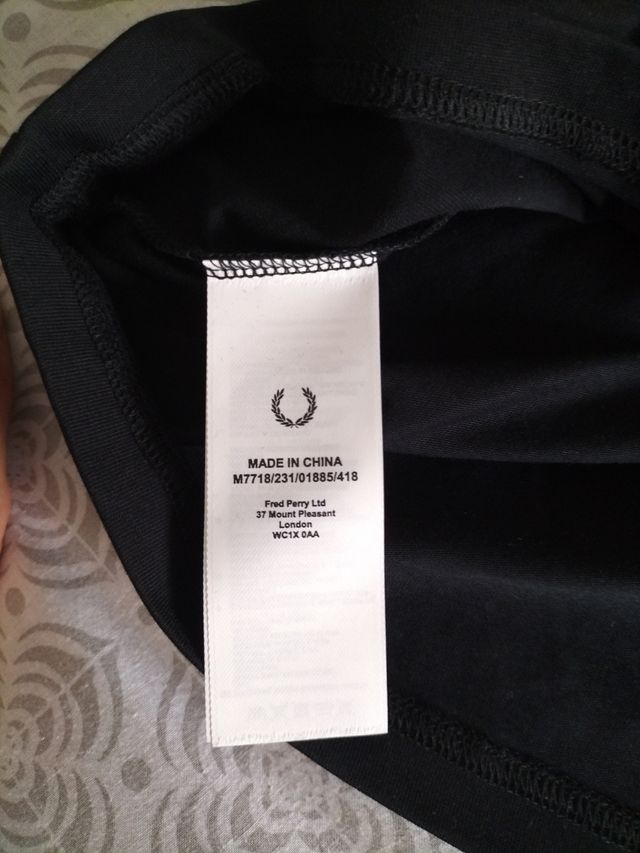 MADE IN CHINA
M7718/231/01885/418
Fred Perry Ltd
37 Mount Pleasant
London
WC1X 0AA